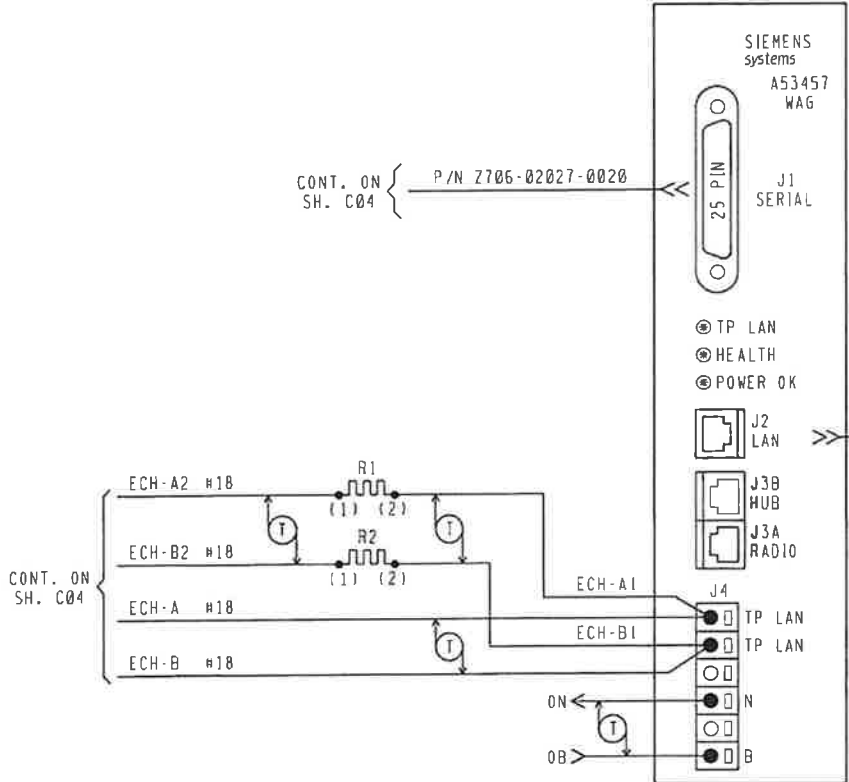 SIEMENS
systems
A53457
WAG
CONT. ON
SH. C04
P/N Z706-02027-0020
25 PIN
J1
SERIAL
TP LAN
HEALTH
POWER OK
J2
LAN
J3B
HUB
J3A
RADIO
R1
ECH-A2 #18
(1) (2)
T
T
R2
ECH-B2 #18
(1) (2)
CONT. ON
SH. C04
ECH-A1
J4
ECH-A #18
TP LAN
T
ECH-B1
TP LAN
ECH-B #18
ON
N
T
OB
B